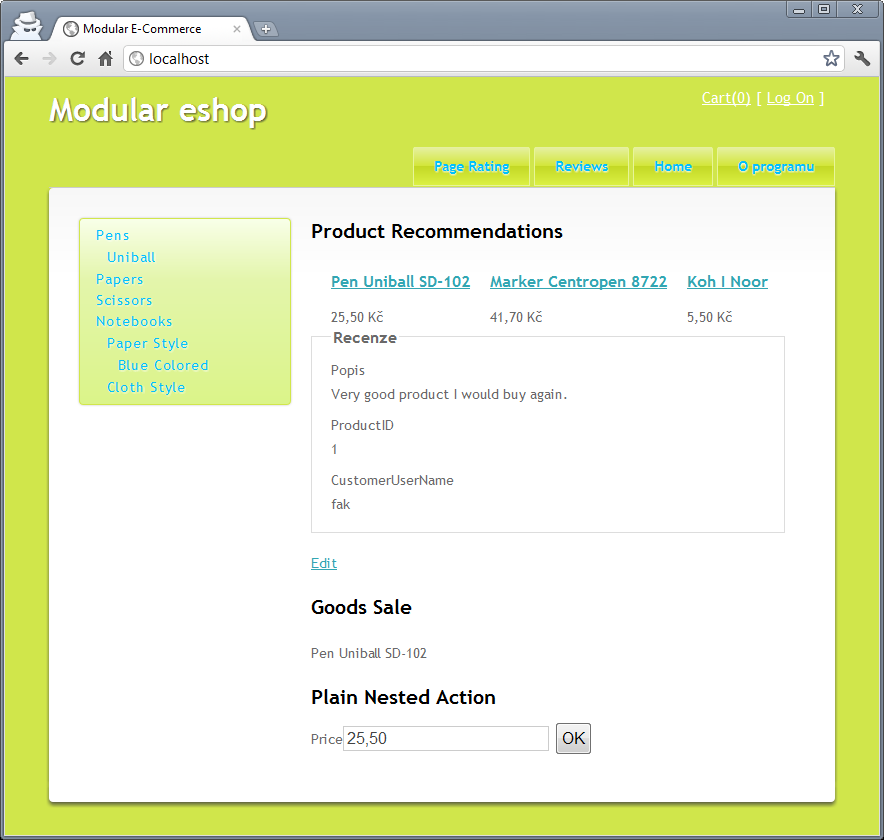 Modular E-Commerce
localhost
Modular eshop
Cart(0) [ Log On ]
Page Rating Reviews Home O programu
Pens
Uniball
Papers
Scissors
Notebooks
Paper Style
Blue Colored
Cloth Style
Product Recommendations
Pen Uniball SD-102 Marker Centropen 8722 Koh I Noor
25,50 Kč 41,70 Kč 5,50 Kč
Recenze
Popis
Very good product I would buy again.
ProductID
1
CustomerUserName
fak
Edit
Goods Sale
Pen Uniball SD-102
Plain Nested Action
Price 25,50 OK